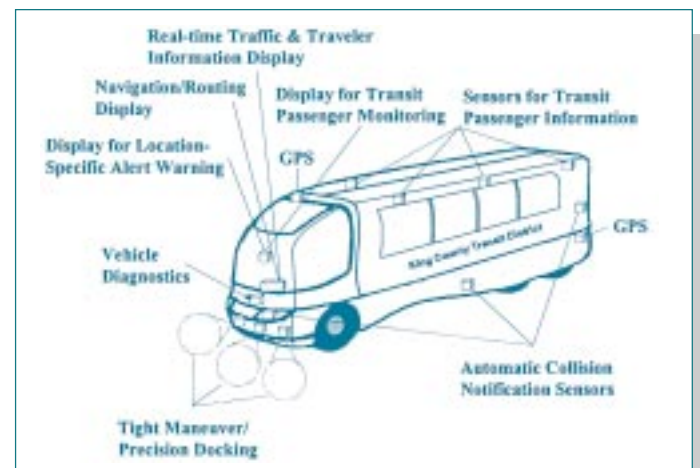 Real-time Traffic & Traveler
Information Display
Navigation/Routing
Display
Display for Transit
Passenger Monitoring
Sensors for Transit
Passenger Information
Display for Location-
Specific Alert Warning
GPS
GPS
Vehicle
Diagnostics
King County Transit District
Automatic Collision
Notification Sensors
Tight Maneuver/
Precision Docking